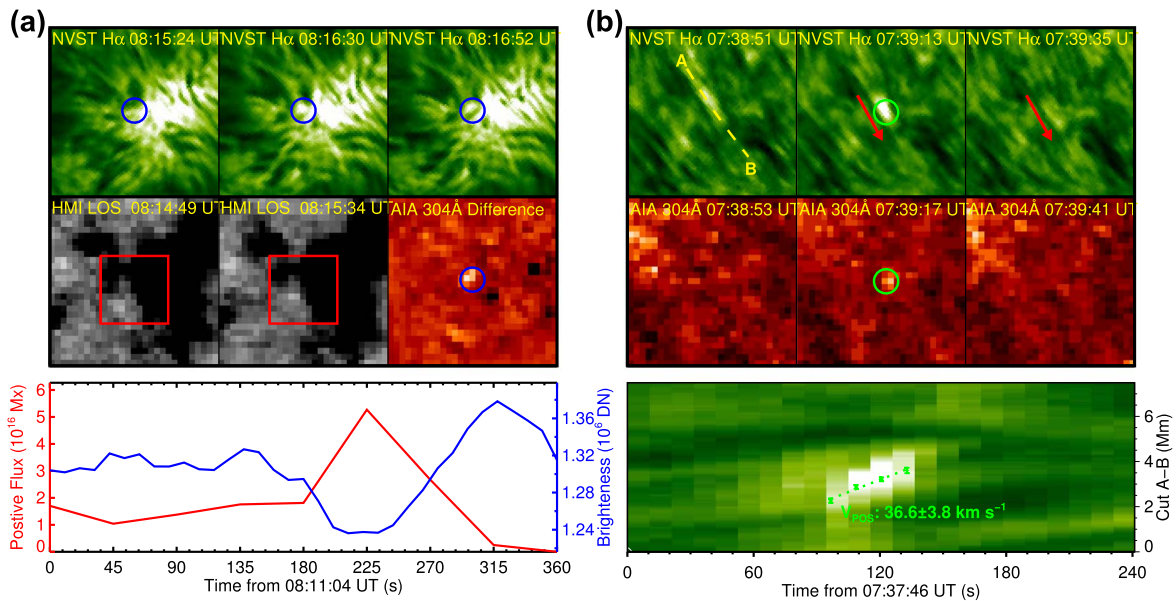 (a)
NVST Hα 08:15:24 UT
NVST Hα 08:16:30 UT
NVST Hα 08:16:52 UT
HMI LOS 08:14:49 UT
HMI LOS 08:15:34 UT
AIA 304Å Difference
Postive Flux (10¹⁶ Mx)
6
5
4
3
2
1
0
1.36
1.32
1.28
1.24
Brighteness (10⁶ DN)
0 45 90 135 180 225 270 315 360
Time from 08:11:04 UT (s)
(b)
NVST Hα 07:38:51 UT
NVST Hα 07:39:13 UT
NVST Hα 07:39:35 UT
A
B
AIA 304Å 07:38:53 UT
AIA 304Å 07:39:17 UT
AIA 304Å 07:39:41 UT
V_POS: 36.6±3.8 km s⁻¹
6
4
2
0
Cut A−B (Mm)
0 60 120 180 240
Time from 07:37:46 UT (s)